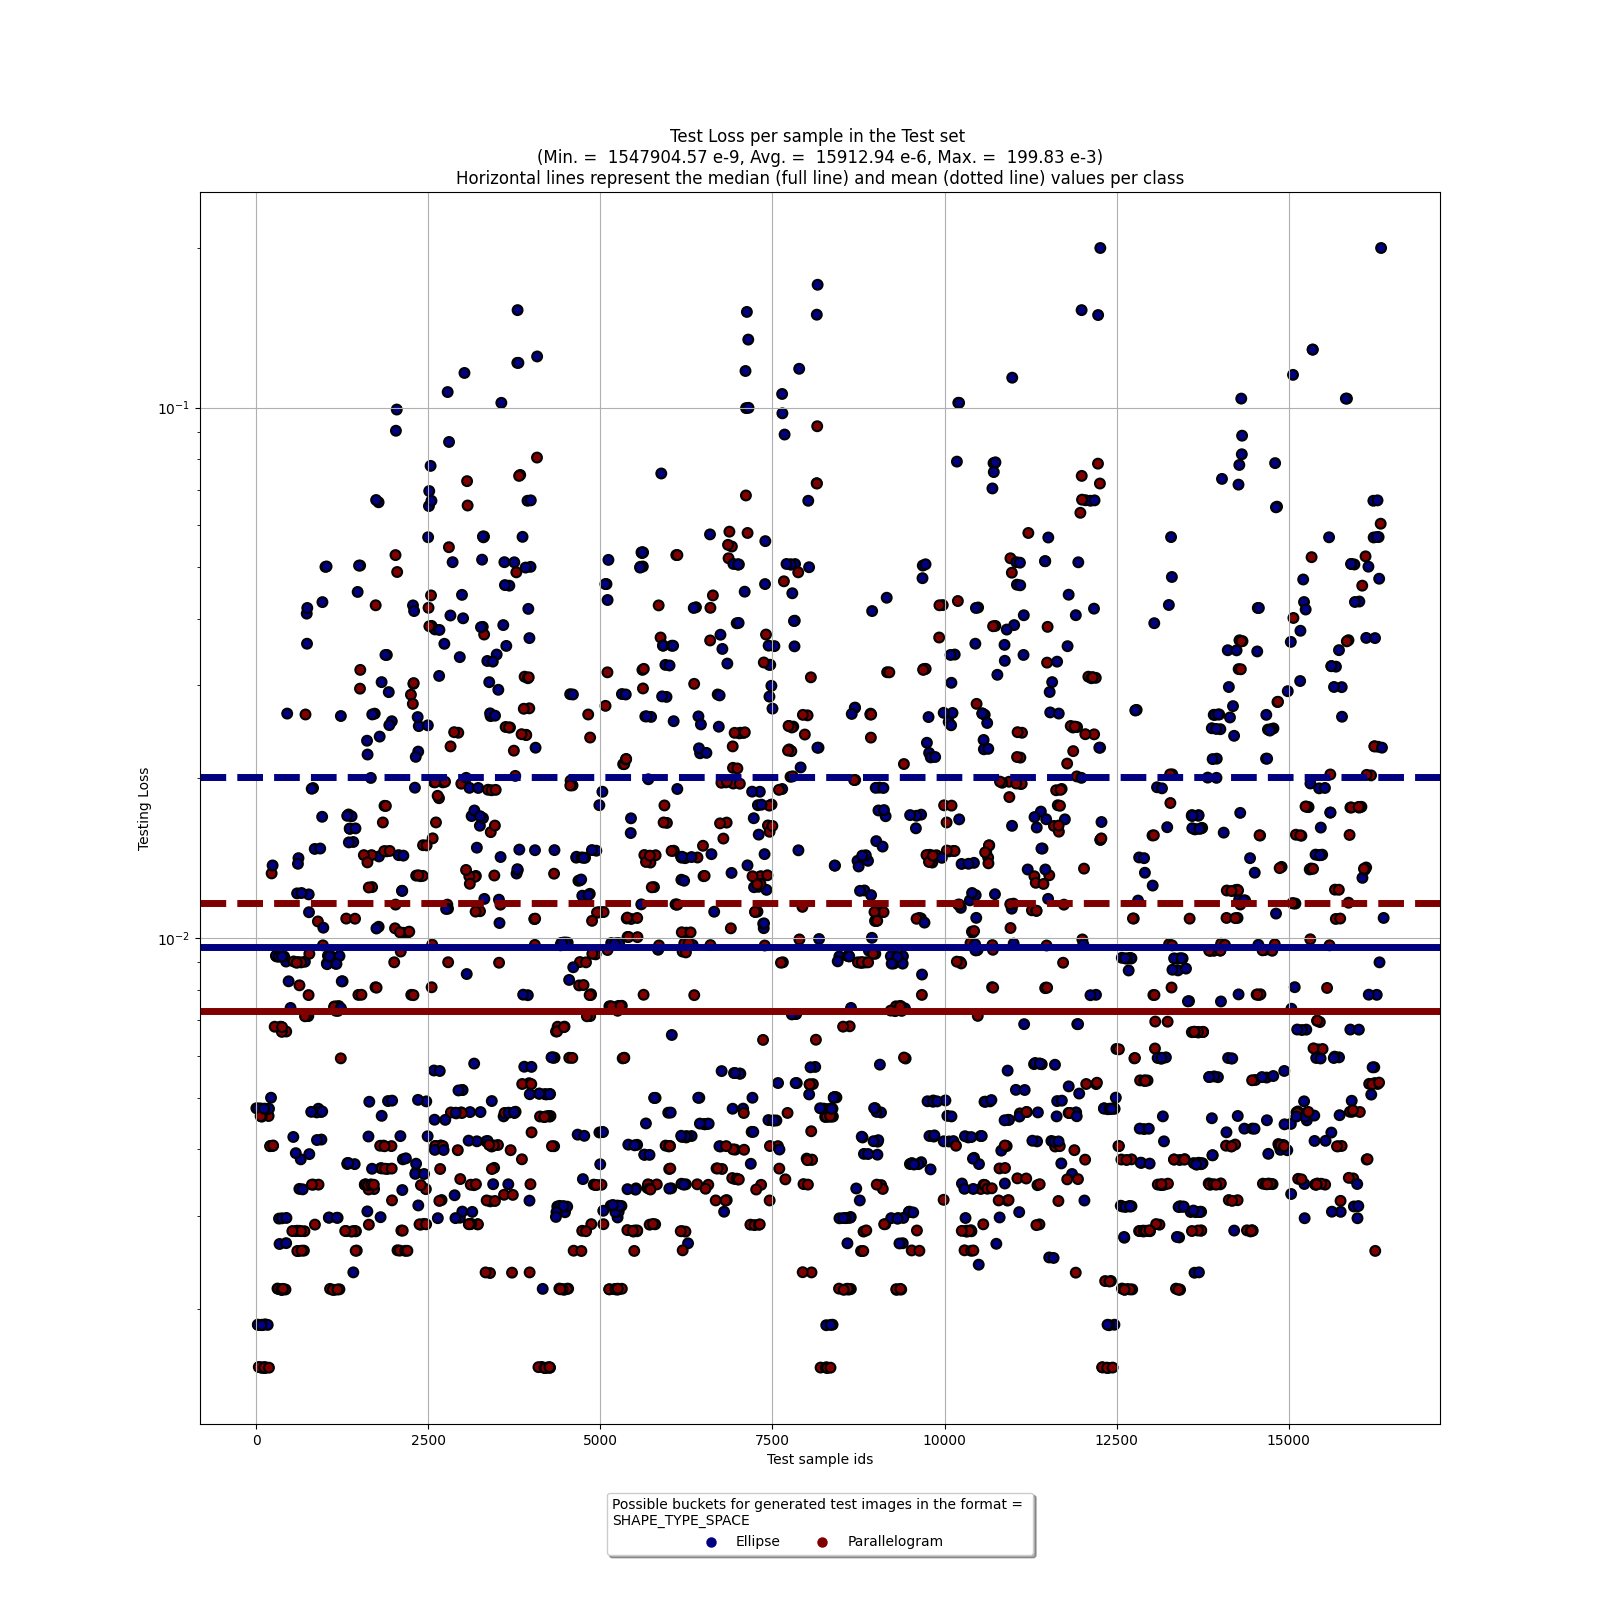 Test Loss per sample in the Test set
(Min. =  1547904.57 e-9, Avg. =  15912.94 e-6, Max. =  199.83 e-3)
Horizontal lines represent the median (full line) and mean (dotted line) values per class
Testing Loss
10⁻¹
10⁻²
0 2500 5000 7500 10000 12500 15000
Test sample ids
Possible buckets for generated test images in the format =
SHAPE_TYPE_SPACE
Ellipse Parallelogram